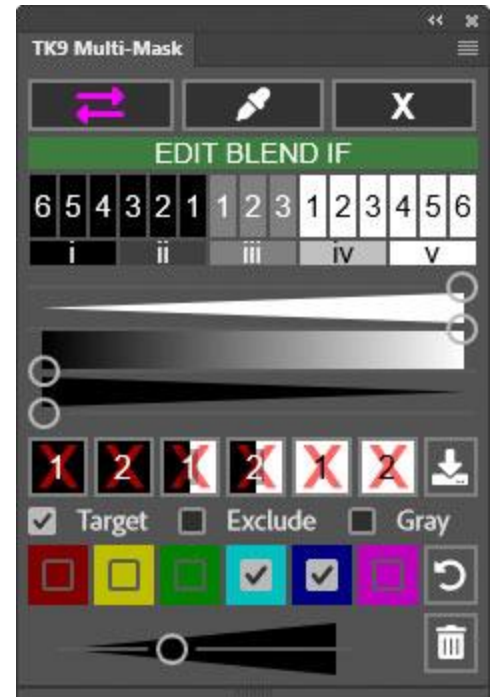 TK9 Multi-Mask
X
EDIT BLEND IF
6 5 4 3 2 1 1 2 3 1 2 3 4 5 6
i ii iii iv v
1 2 1 2 1 2
Target Exclude Gray